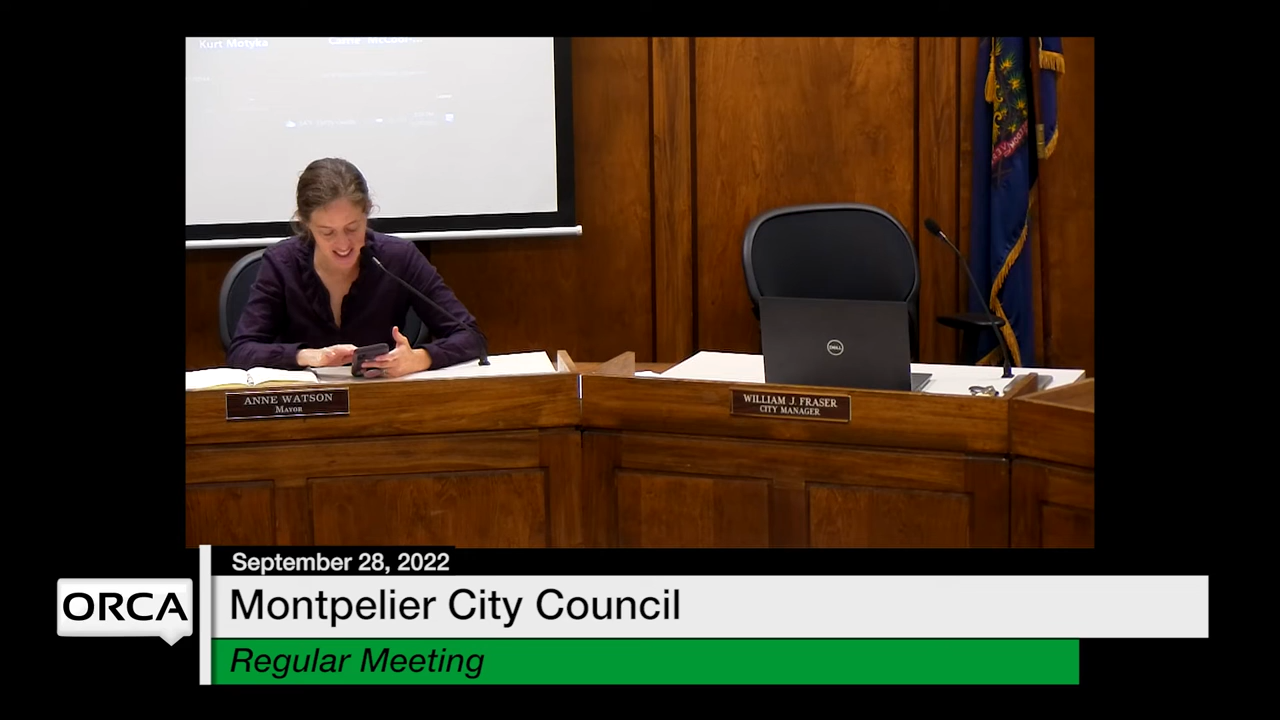 Kurt Motyka
ANNE WATSON
MAYOR
DELL
WILLIAM J. FRASER
CITY MANAGER
September 28, 2022
ORCA
Montpelier City Council
Regular Meeting